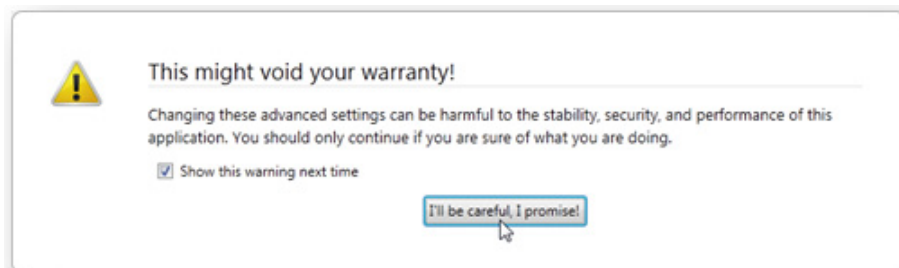 This might void your warranty!
Changing these advanced settings can be harmful to the stability, security, and performance of this
application. You should only continue if you are sure of what you are doing.
Show this warning next time
I'll be careful, I promise!